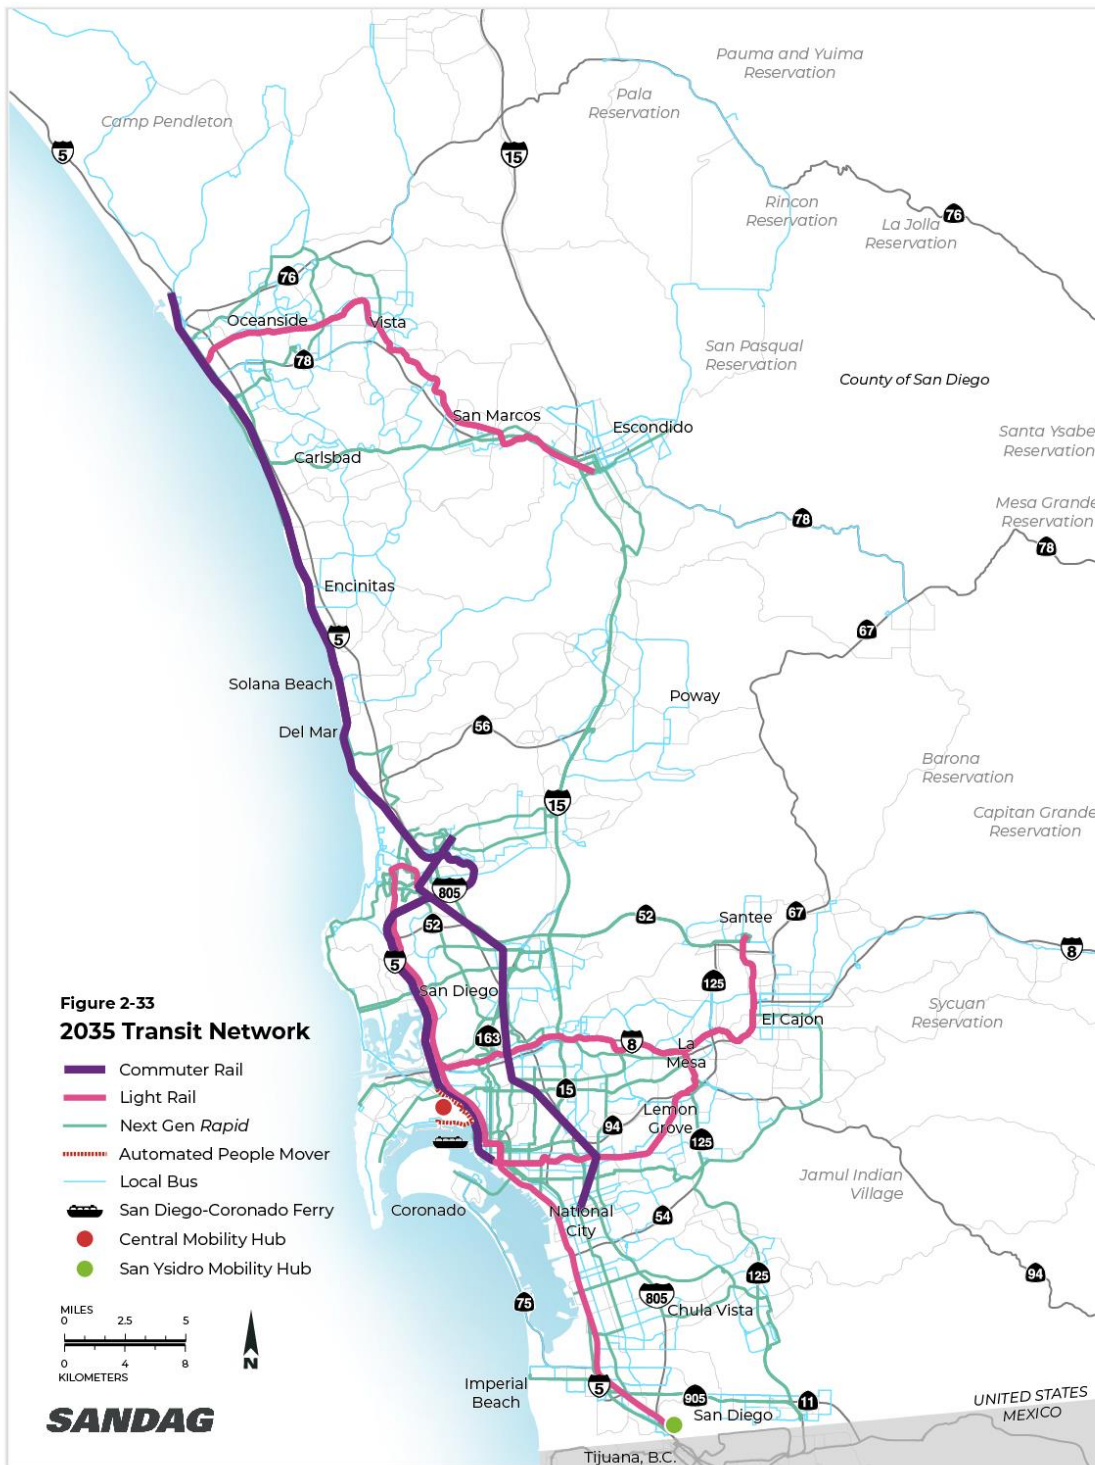 Pauma and Yuima
Reservation
Pala
Reservation
Camp Pendleton
5
15
Rincon
Reservation
76
La Jolla
Reservation
76
Oceanside
Vista
78
San Pasqual
Reservation
County of San Diego
San Marcos
Escondido
Santa Ysabe
Reservation
Carlsbad
Mesa Grande
Reservation
78
78
Encinitas
5
67
Solana Beach
Poway
Del Mar
56
Barona
Reservation
15
Capitan Grande
Reservation
805
52
52
Santee
67
5
8
125
San Diego
Sycuan
Reservation
El Cajon
163
8
La
Mesa
15
Lemon
Grove
94
125
Jamul Indian
Village
Coronado
National
City
54
125
94
75
805
Chula Vista
Imperial
Beach
5
905
11
San Diego
UNITED STATES
MEXICO
Tijuana, B.C.
Figure 2-33
2035 Transit Network
Commuter Rail
Light Rail
Next Gen Rapid
Automated People Mover
Local Bus
San Diego-Coronado Ferry
Central Mobility Hub
San Ysidro Mobility Hub
MILES
0 2.5 5
0 4 8
KILOMETERS
N
SANDAG